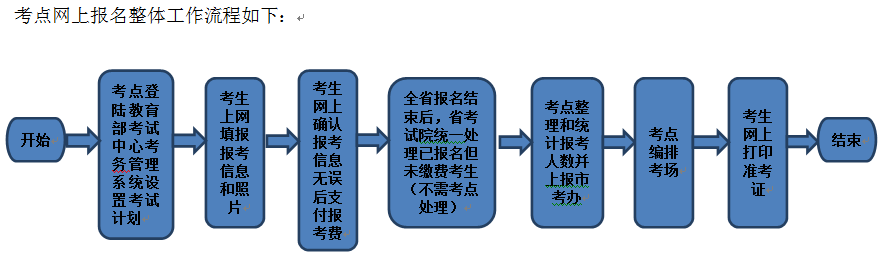 考点网上报名整体工作流程如下：
开始
考点登
陆教育
部考试
中心考
务管理
系统设
置考试
计划
考生
上网
填报
报考
信息
和照
片
考生
网上
确认
报考
信息
无误
后支
付报
考费
全省报名结
束后，省考
试院统一处
理已报名但
未缴费考生
（不需考点
处理）
考点整
理和统
计报考
人数并
上报市
考办
考点
编排
考场
考生
网上
打印
准考
证
结束